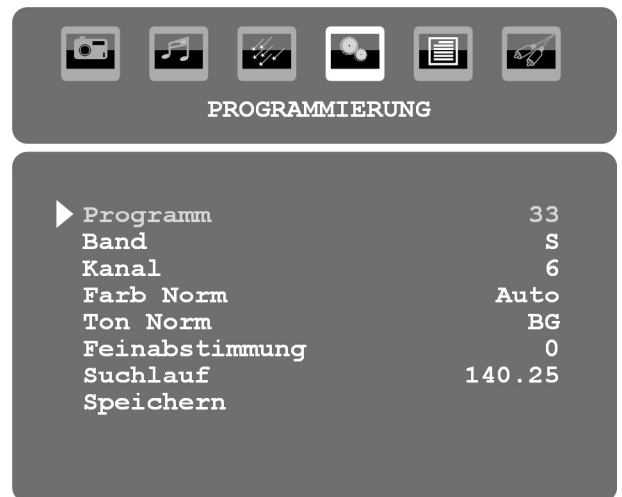 PROGRAMMIERUNG
Programm 33
Band S
Kanal 6
Farb Norm Auto
Ton Norm BG
Feinabstimmung 0
Suchlauf 140.25
Speichern